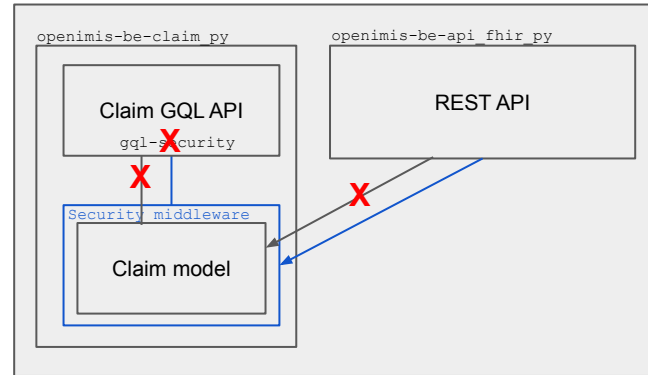 openimis-be-claim_py
openimis-be-api_fhir_py
Claim GQL API
gql-security
REST API
Security middleware
Claim model